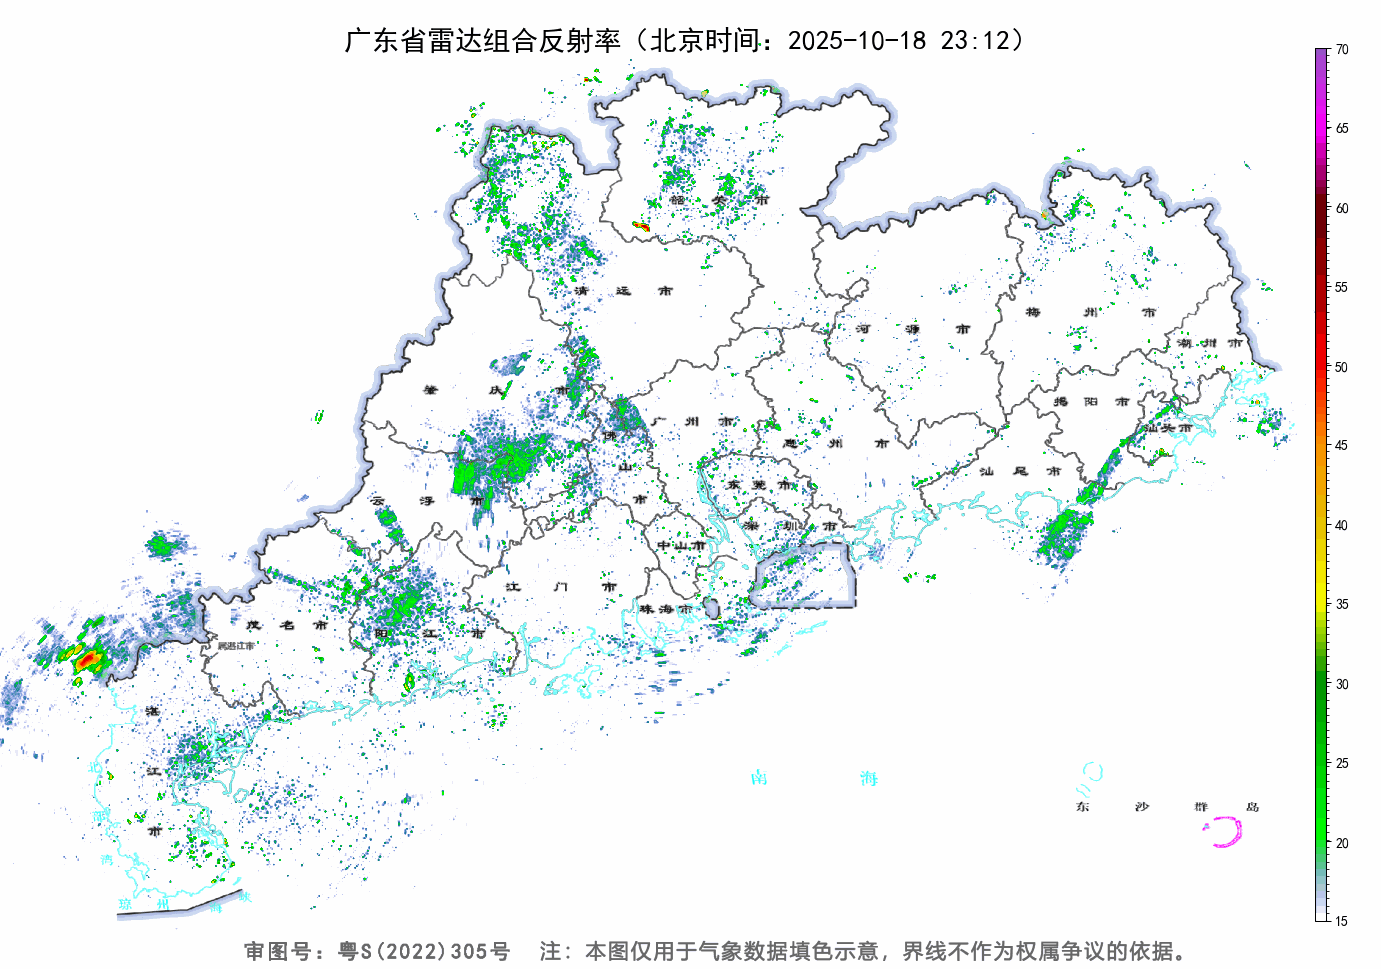 广东省雷达组合反射率（北京时间：2025-10-18 23:12）
70
65
60
55
50
45
40
35
30
25
20
15
韶关市
清远市
河源市
梅州市
潮州市
肇庆市
广州市
惠州市
揭阳市
汕头市
佛山市
云浮市
东莞市
汕尾市
深圳市
中山市
江门市
珠海市
茂名市
阳江市
属湛江市
湛江市
北部湾
南海
东沙群岛
琼州海峡
审图号：粤S(2022)305号 注：本图仅用于气象数据填色示意，界线不作为权属争议的依据。